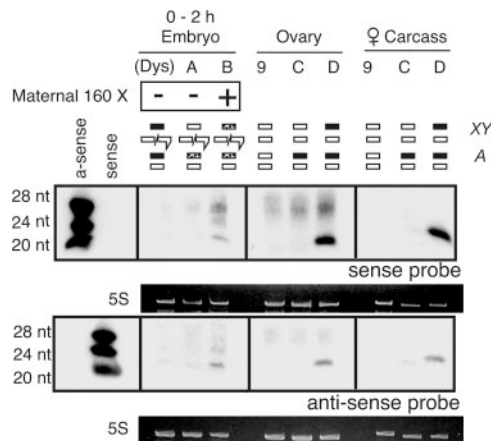 0 - 2 h
Embryo Ovary ♀ Carcass
(Dys) A B 9 C D 9 C D
Maternal 160 X - - +
XY
A
a-sense
sense
28 nt
24 nt
20 nt
sense probe
5S
28 nt
24 nt
20 nt
anti-sense probe
5S